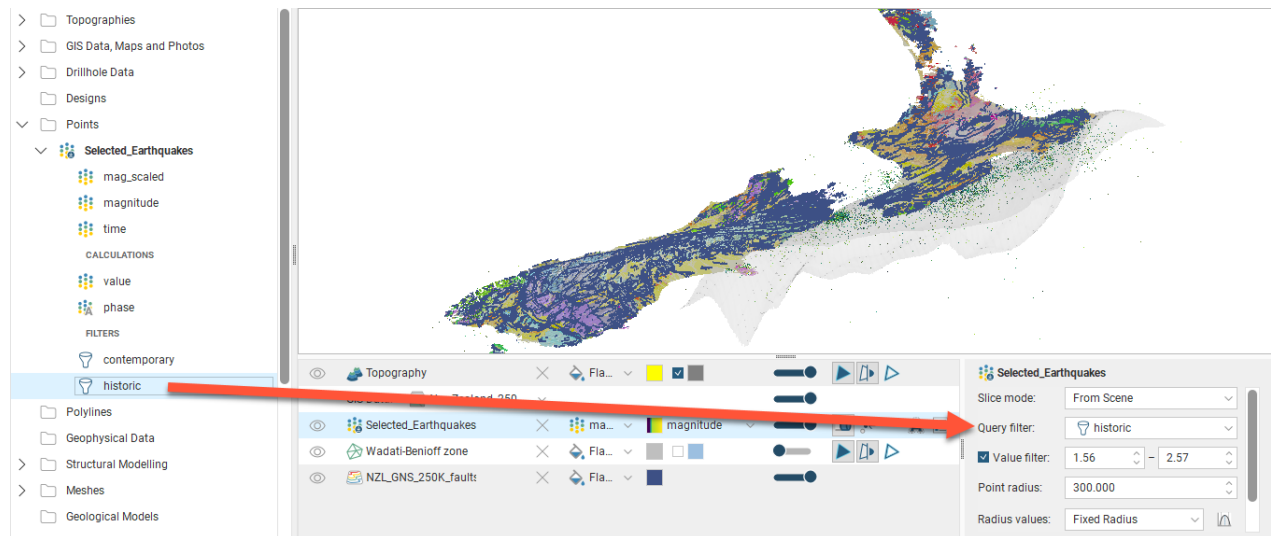 Topographies
GIS Data, Maps and Photos
Drillhole Data
Designs
Points
Selected_Earthquakes
mag_scaled
magnitude
time
CALCULATIONS
value
phase
FILTERS
contemporary
historic
Polylines
Geophysical Data
Structural Modelling
Meshes
Geological Models
Topography
Fla...
Selected_Earthquakes
ma...
magnitude
Wadati-Benioff zone
Fla...
NZL_GNS_250K_faults
Fla...
Selected_Earthquakes
Slice mode: From Scene
Query filter: historic
Value filter: 1.56 – 2.57
Point radius: 300.000
Radius values: Fixed Radius